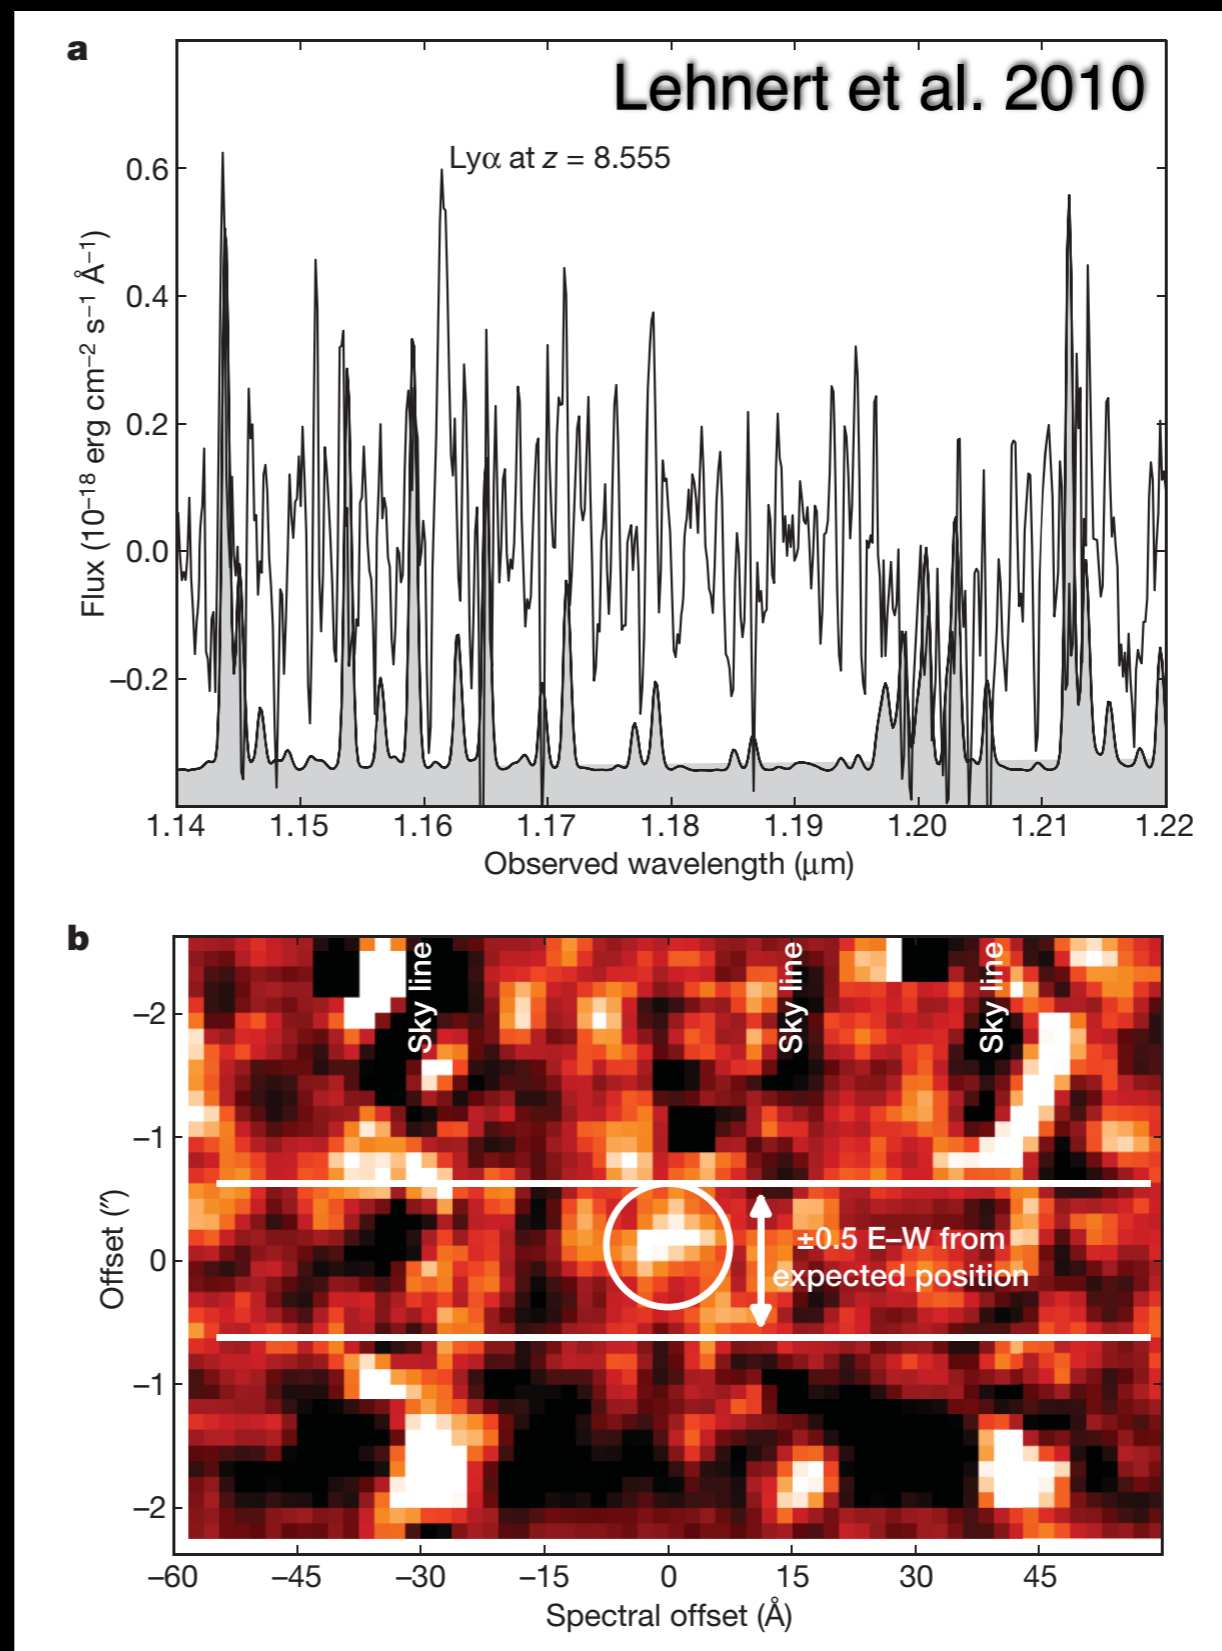 a
Lehnert et al. 2010
Lyα at z = 8.555
0.6
0.4
0.2
0.0
−0.2
Flux (10⁻¹⁸ erg cm⁻² s⁻¹ Å⁻¹)
1.14 1.15 1.16 1.17 1.18 1.19 1.20 1.21 1.22
Observed wavelength (μm)
b
Sky line
Sky line
Sky line
−2
−1
0
−1
−2
Offset (″)
±0.5 E–W from
expected position
−60 −45 −30 −15 0 15 30 45
Spectral offset (Å)